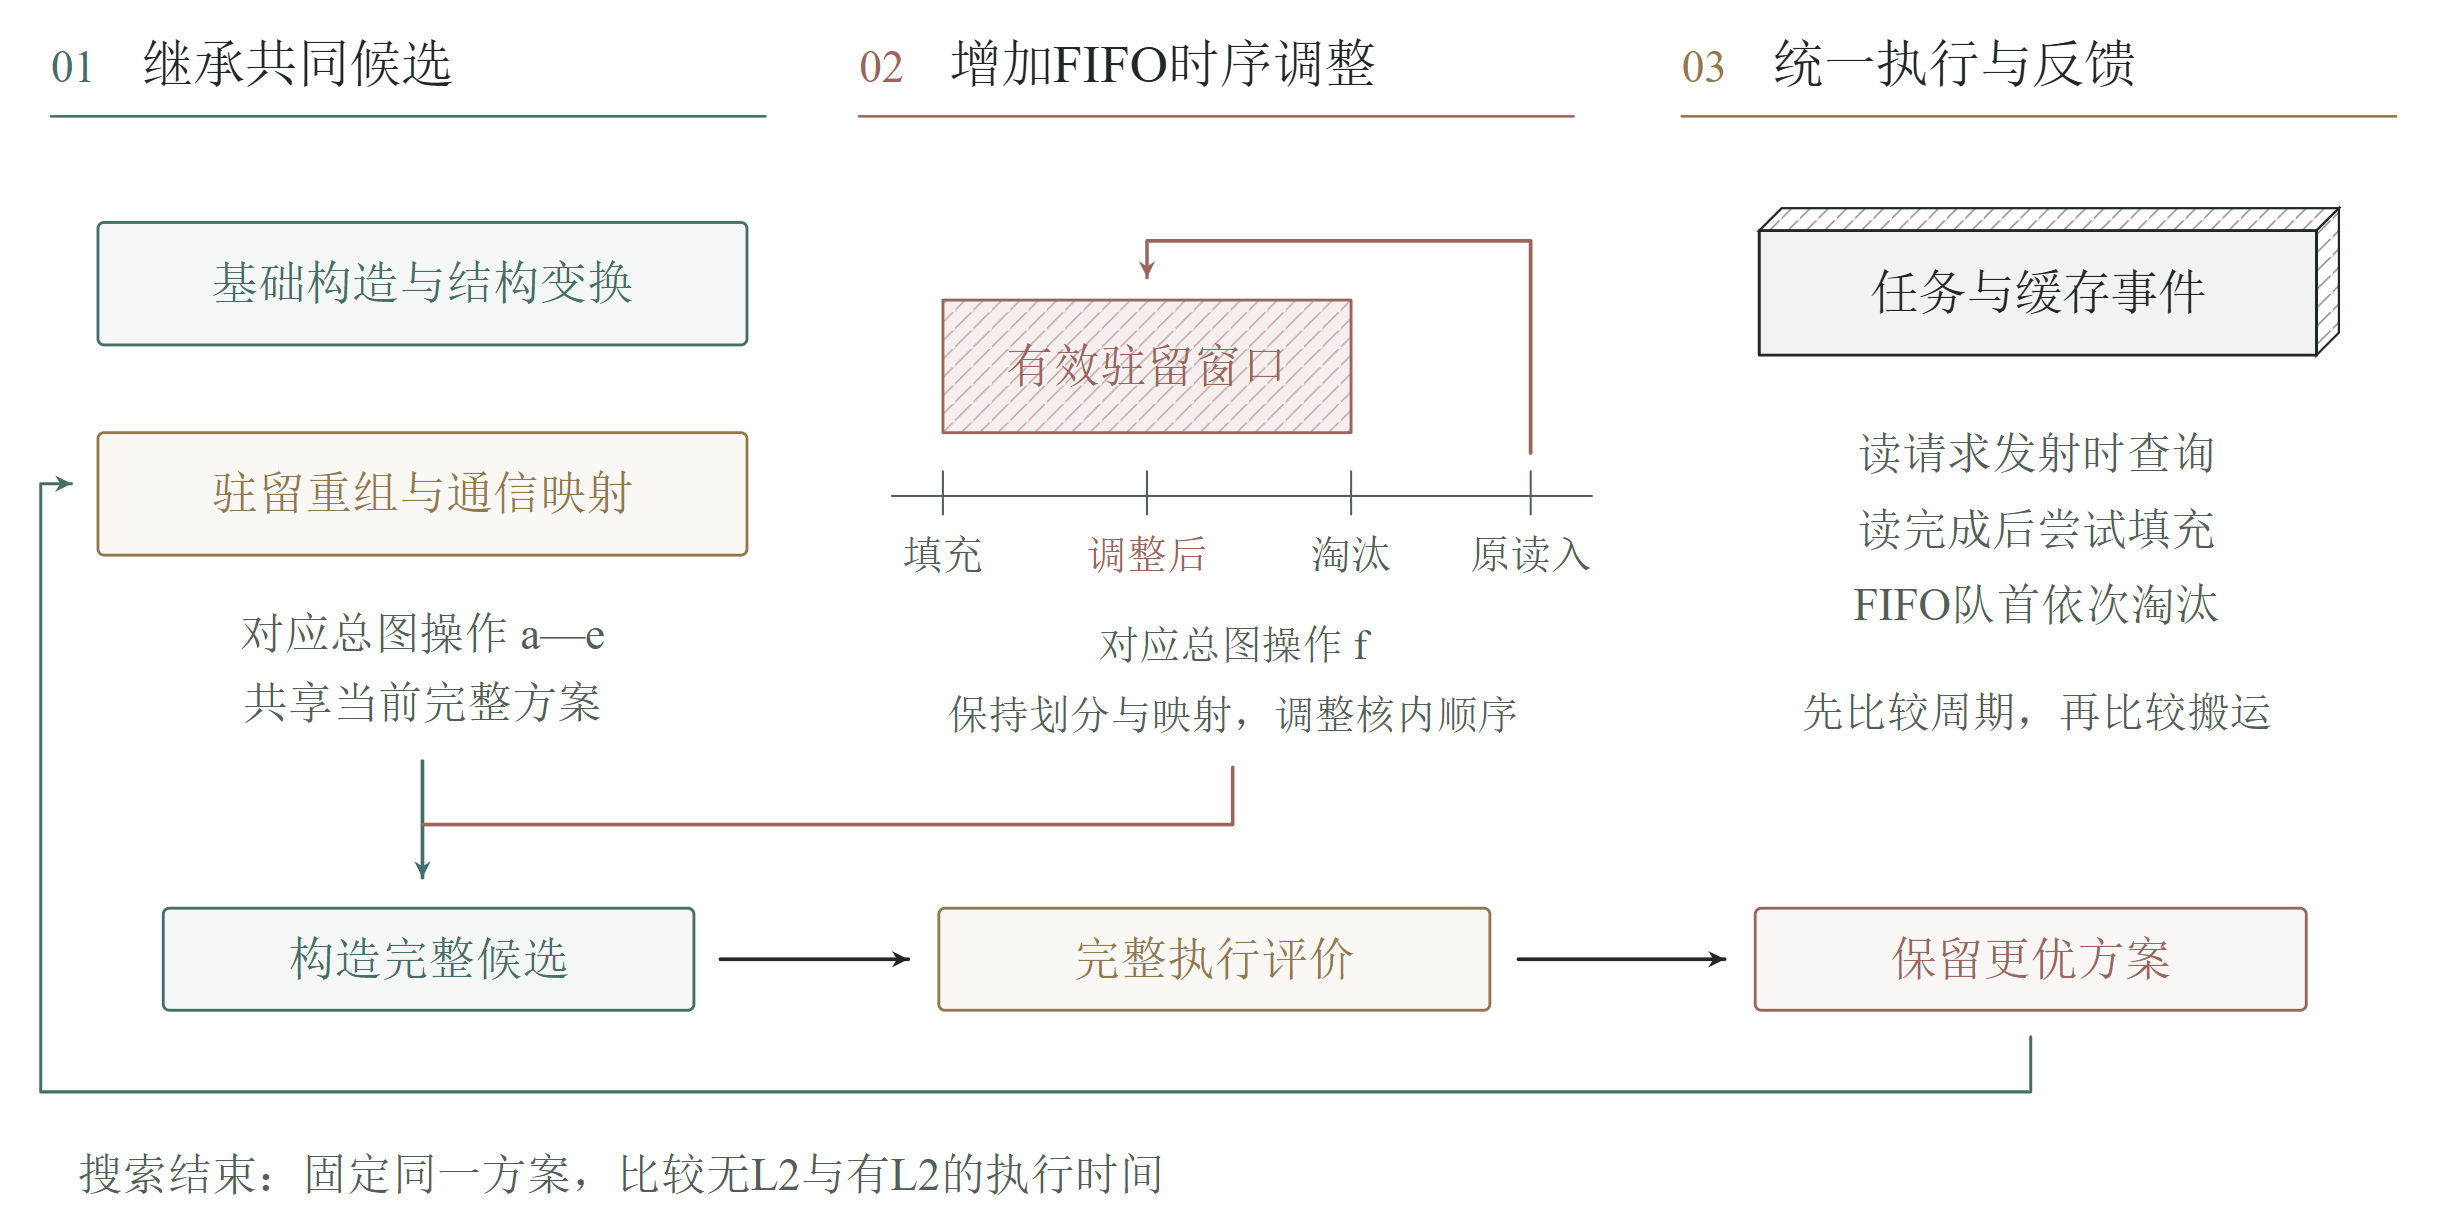 01 继承共同候选
基础构造与结构变换
驻留重组与通信映射
对应总图操作 a—e
共享当前完整方案
02 增加FIFO时序调整
有效驻留窗口
填充 调整后 淘汰 原读入
对应总图操作 f
保持划分与映射，调整核内顺序
03 统一执行与反馈
任务与缓存事件
读请求发射时查询
读完成后尝试填充
FIFO队首依次淘汰
先比较周期，再比较搬运
构造完整候选
完整执行评价
保留更优方案
搜索结束：固定同一方案，比较无L2与有L2的执行时间